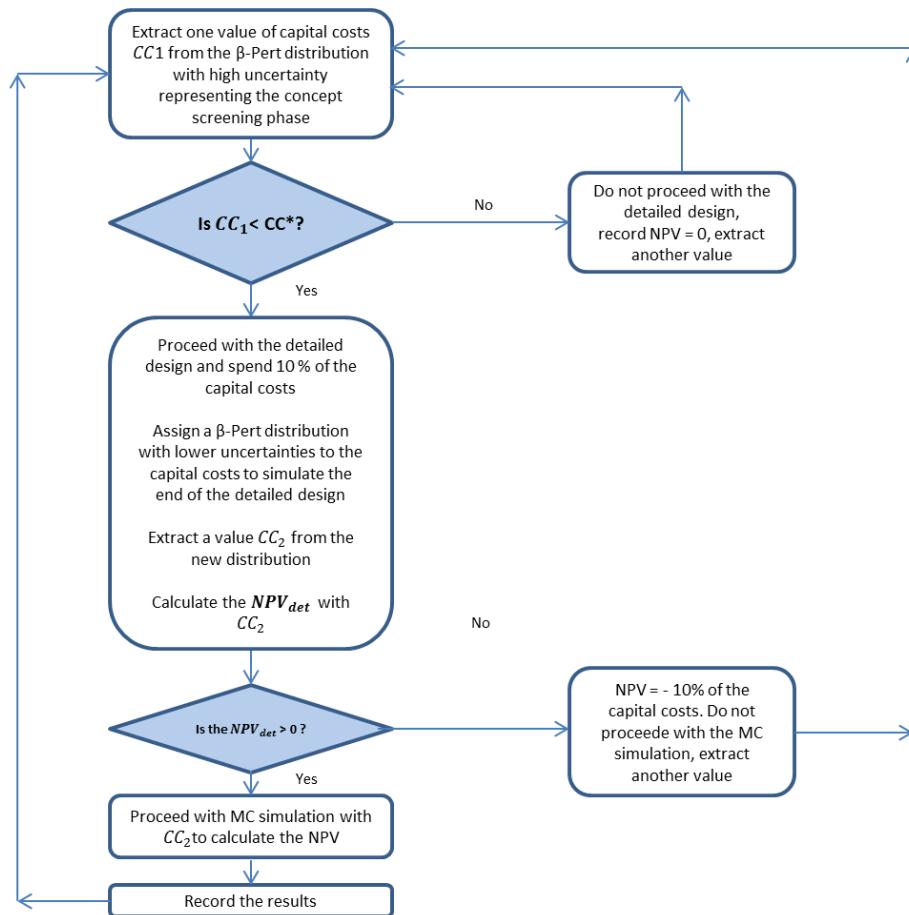 Extract one value of capital costs
CC1 from the β-Pert distribution
with high uncertainty
representing the concept
screening phase
Is CC₁< CC*?
No
Do not proceed with the
detailed design,
record NPV = 0, extract
another value
Yes
Proceed with the detailed
design and spend 10 % of the
capital costs
Assign a β-Pert distribution
with lower uncertainties to the
capital costs to simulate the
end of the detailed design
Extract a value CC₂ from the
new distribution
Calculate the NPV_det with
CC₂
No
Is the NPV_det > 0 ?
NPV = - 10% of the
capital costs. Do not
proceede with the MC
simulation, extract
another value
Yes
Proceed with MC simulation with
CC₂to calculate the NPV
Record the results